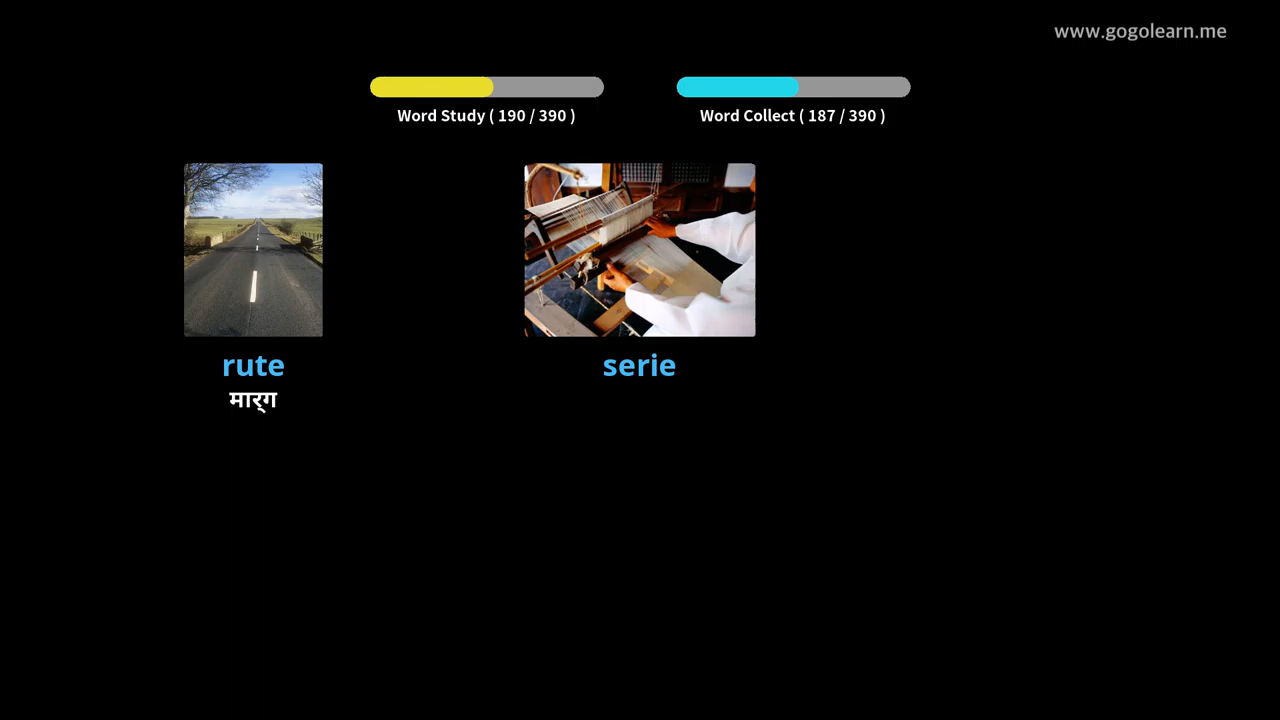 www.gogolearn.me
Word Study ( 190 / 390 )
Word Collect ( 187 / 390 )
rute
serie
मार्‍ग